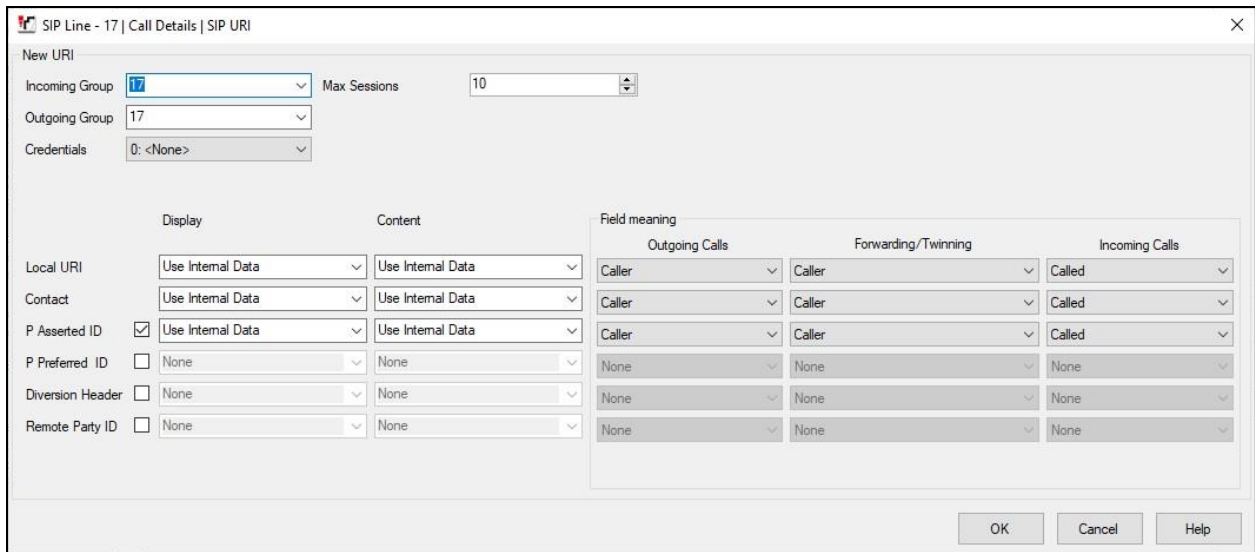 SIP Line - 17 | Call Details | SIP URI
New URI
Incoming Group 17 Max Sessions 10
Outgoing Group 17
Credentials 0: <None>
Display Content Field meaning
Outgoing Calls Forwarding/Twinning Incoming Calls
Local URI Use Internal Data Use Internal Data Caller Caller Called
Contact Use Internal Data Use Internal Data Caller Caller Called
P Asserted ID Use Internal Data Use Internal Data Caller Caller Called
P Preferred ID None None None None None
Diversion Header None None None None None
Remote Party ID None None None None None
OK Cancel Help